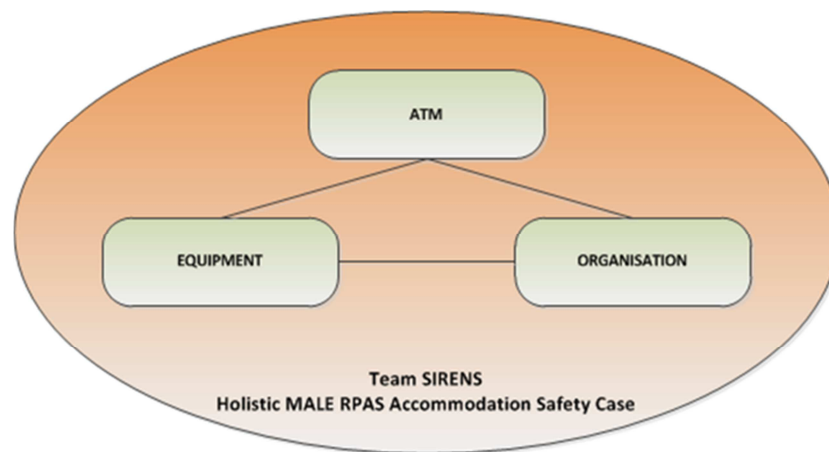 ATM
EQUIPMENT
ORGANISATION
Team SIRENS
Holistic MALE RPAS Accommodation Safety Case